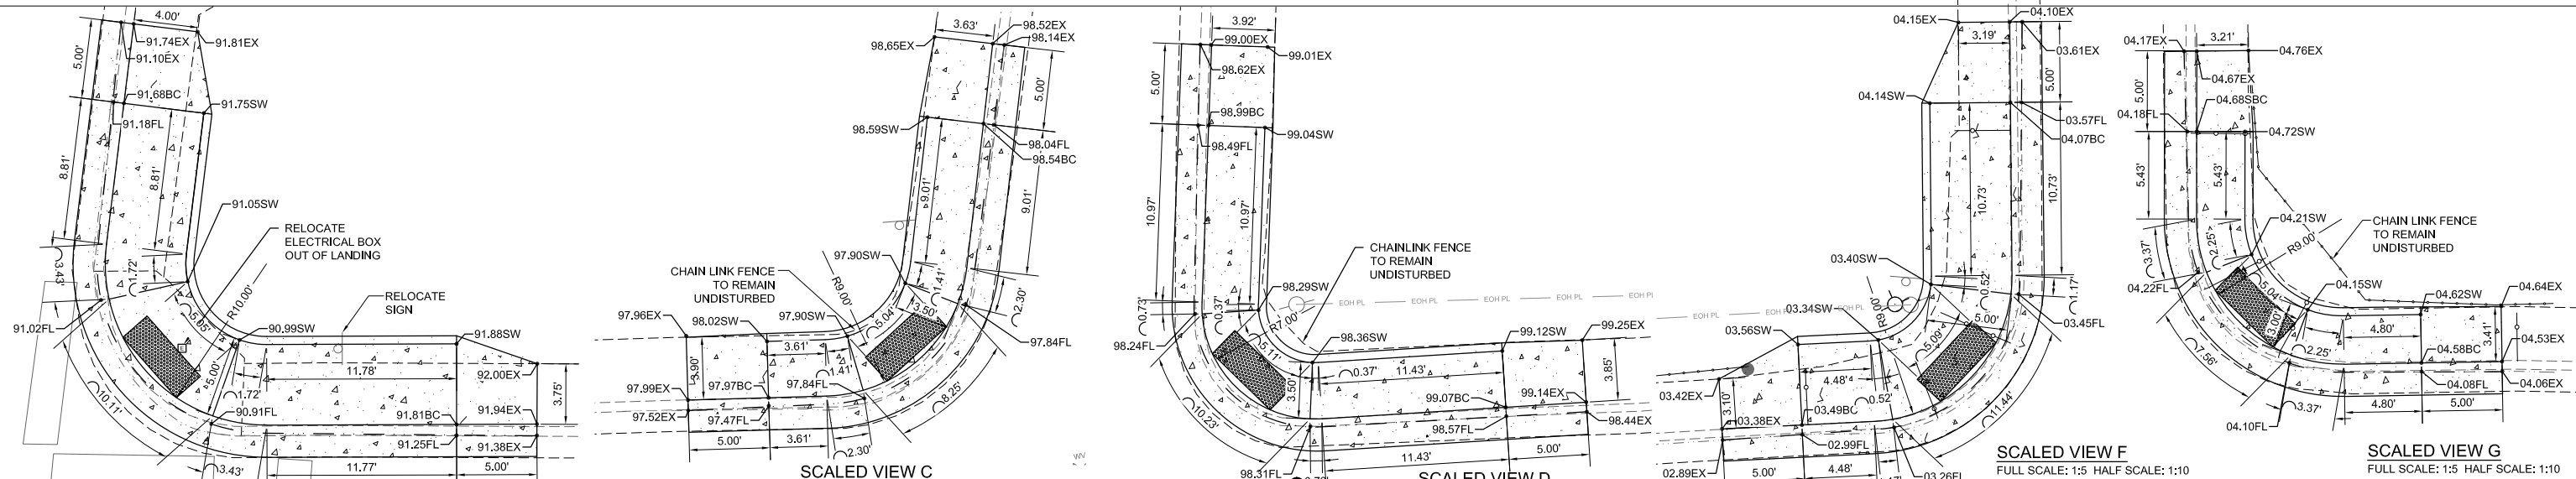 4.00'
91.74EX
91.81EX
91.10EX
5.00'
91.68BC
91.75SW
91.18FL
8.81'
8.81'
91.05SW
RELOCATE
ELECTRICAL BOX
OUT OF LANDING
3.43'
1.72'
R10.00'
RELOCATE
SIGN
91.02FL
5.05'
90.99SW
91.88SW
5.00'
11.78'
92.00EX
3.75'
1.72'
10.11'
90.91FL
91.81BC
91.94EX
91.25FL
91.38EX
3.43'
11.77'
5.00'
3.63'
98.52EX
98.65EX
98.14EX
5.00'
98.59SW
98.04FL
98.54BC
9.01'
9.01'
97.90SW
CHAIN LINK FENCE
TO REMAIN
UNDISTURBED
R9.00'
1.41'
3.50'
2.30'
5.04'
97.96EX
98.02SW
97.90SW
97.84FL
3.61'
3.90'
1.41'
97.99EX
97.97BC
97.84FL
8.25'
97.52EX
97.47FL
5.00'
3.61'
2.30'
SCALED VIEW C
WV
3.92'
99.00EX
99.01EX
98.62EX
5.00'
98.99BC
99.04SW
98.49FL
10.97'
10.97'
CHAINLINK FENCE
TO REMAIN
UNDISTURBED
98.29SW
EOH PL
EOH PL
EOH PL
EOH PL
0.73'
0.37'
R7.00'
98.24FL
5.11'
98.36SW
99.12SW
99.25EX
0.37'
11.43'
3.85'
3.50'
99.07BC
99.14EX
10.23'
98.57FL
98.44EX
11.43'
5.00'
98.31FL
SCALED VIEW D
04.15EX
04.10EX
3.19'
03.61EX
5.00'
04.14SW
03.57FL
04.07BC
10.73'
10.73'
03.40SW
0.52'
1.17'
EOH PL
EOH PL
R9.00'
5.00'
03.34SW
03.56SW
03.45FL
5.09'
4.48'
03.42EX
3.10'
0.52'
03.49BC
03.38EX
11.44'
02.99FL
02.89EX
5.00'
4.48'
03.26FL
SCALED VIEW F
FULL SCALE: 1:5 HALF SCALE: 1:10
04.17EX
3.21'
04.76EX
04.67EX
5.00'
04.68SBC
04.18FL
04.72SW
5.43'
5.43'
04.21SW
CHAIN LINK FENCE
TO REMAIN
UNDISTURBED
3.37'
2.25'
R9.00'
04.22FL
5.04'
04.15SW
04.62SW
04.64EX
3.00'
4.80'
3.41'
04.53EX
2.25'
04.58BC
7.56'
04.08FL
04.06EX
3.37'
4.80'
5.00'
04.10FL
SCALED VIEW G
FULL SCALE: 1:5 HALF SCALE: 1:10